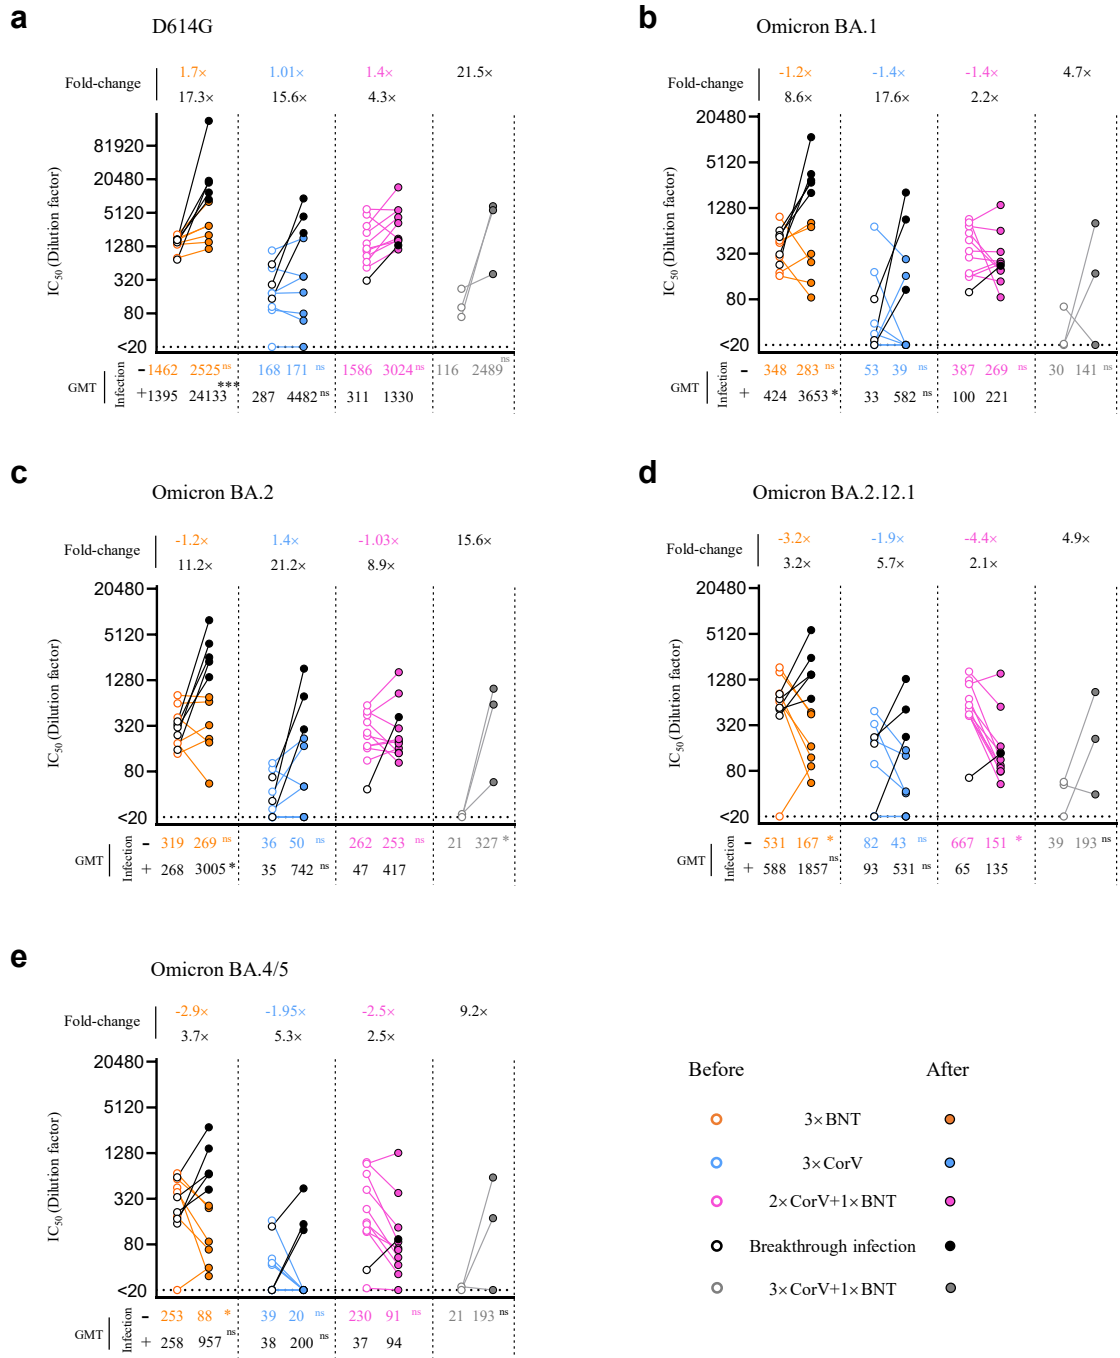 a
D614G
Fold-change
1.7× 1.01× 1.4× 21.5×
17.3× 15.6× 4.3×
IC50 (Dilution factor)
81920
20480
5120
1280
320
80
<20
GMT
Infection
- 1462 2525 ns 168 171 ns 1586 3024 ns 116 2489 ns
+ 1395 24133 *** 287 4482 ns 311 1330
b
Omicron BA.1
Fold-change
-1.2× -1.4× -1.4× 4.7×
8.6× 17.6× 2.2×
IC50 (Dilution factor)
20480
5120
1280
320
80
<20
GMT
Infection
- 348 283 ns 53 39 ns 387 269 ns 30 141 ns
+ 424 3653 * 33 582 ns 100 221
c
Omicron BA.2
Fold-change
-1.2× 1.4× -1.03× 15.6×
11.2× 21.2× 8.9×
IC50 (Dilution factor)
20480
5120
1280
320
80
<20
GMT
Infection
- 319 269 ns 36 50 ns 262 253 ns 21 327 *
+ 268 3005 * 35 742 ns 47 417
d
Omicron BA.2.12.1
Fold-change
-3.2× -1.9× -4.4× 4.9×
3.2× 5.7× 2.1×
IC50 (Dilution factor)
20480
5120
1280
320
80
<20
GMT
Infection
- 531 167 * 82 43 ns 667 151 * 39 193 ns
+ 588 1857 ns 93 531 ns 65 135
e
Omicron BA.4/5
Fold-change
-2.9× -1.95× -2.5× 9.2×
3.7× 5.3× 2.5×
IC50 (Dilution factor)
20480
5120
1280
320
80
<20
GMT
Infection
- 253 88 * 39 20 ns 230 91 ns 21 193 ns
+ 258 957 ns 38 200 ns 37 94
Before After
3×BNT
3×CorV
2×CorV+1×BNT
Breakthrough infection
3×CorV+1×BNT